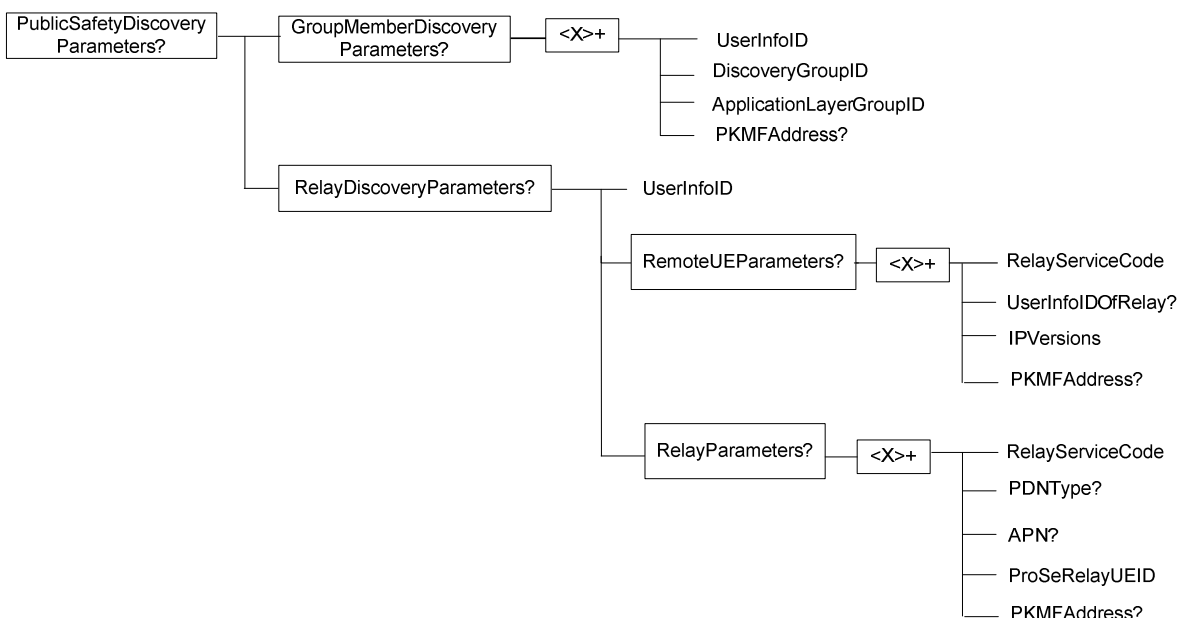 PublicSafetyDiscovery
Parameters?
GroupMemberDiscovery
Parameters?
<X>+
UserInfoID
DiscoveryGroupID
ApplicationLayerGroupID
PKMFAddress?
RelayDiscoveryParameters?
UserInfoID
RemoteUEParameters?
<X>+
RelayServiceCode
UserInfoIDOfRelay?
IPVersions
PKMFAddress?
RelayParameters?
<X>+
RelayServiceCode
PDNType?
APN?
ProSeRelayUEID
PKMFAddress?